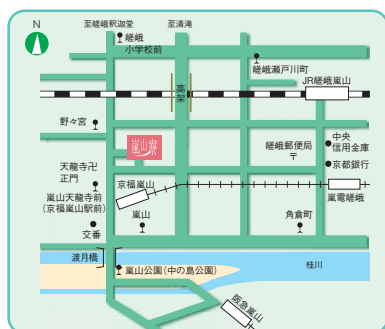 至嵯峨釈迦堂
至清滝
N
嵯峨
小学校前
嵯峨瀬戸川町
JR嵯峨嵐山
高架
野々宮
嵐山寮
中央
信用金庫
嵯峨郵便局
〒
京都銀行
天龍寺卍
正門
京福嵐山
嵐電嵯峨
嵐山天龍寺前
(京福嵐山駅前)
嵐山
角倉町
交番
渡月橋
嵐山公園(中の島公園)
桂川
阪急嵐山